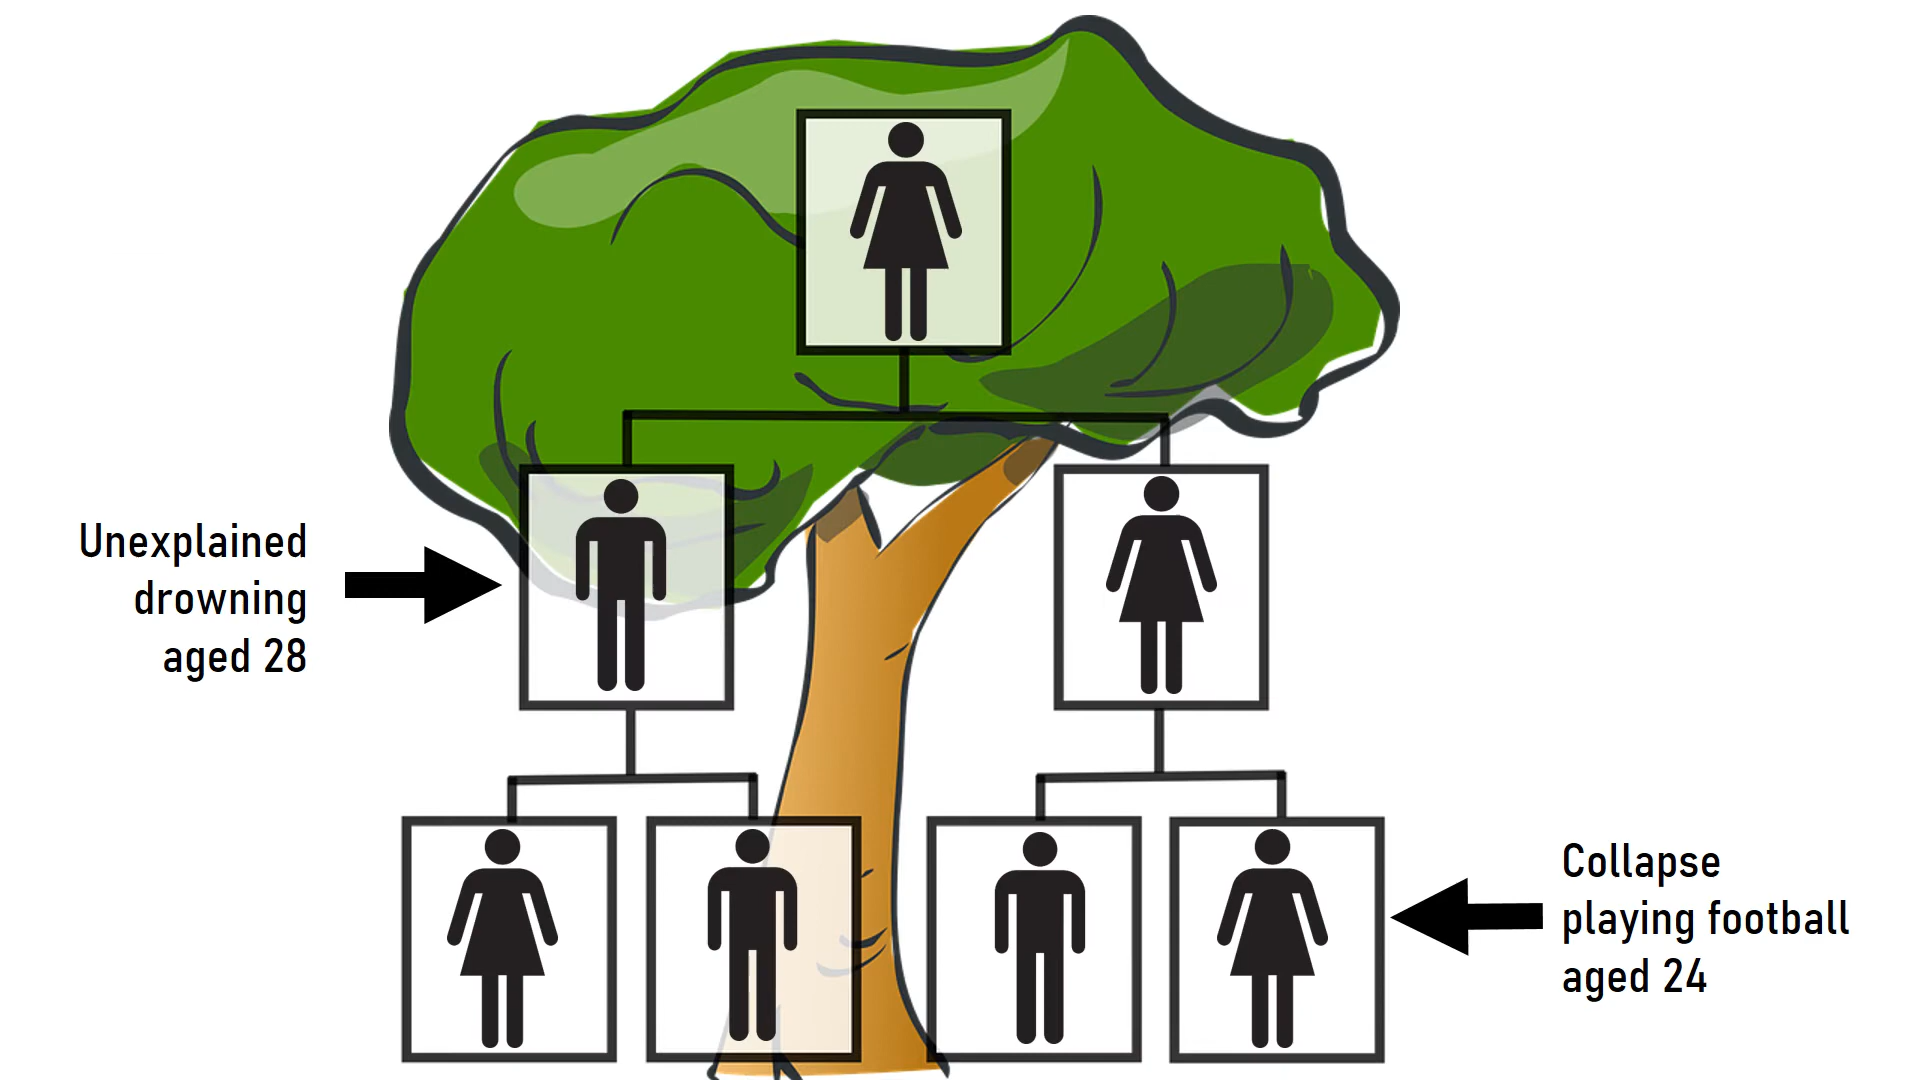 Unexplained
drowning
aged 28
Collapse
playing football
aged 24